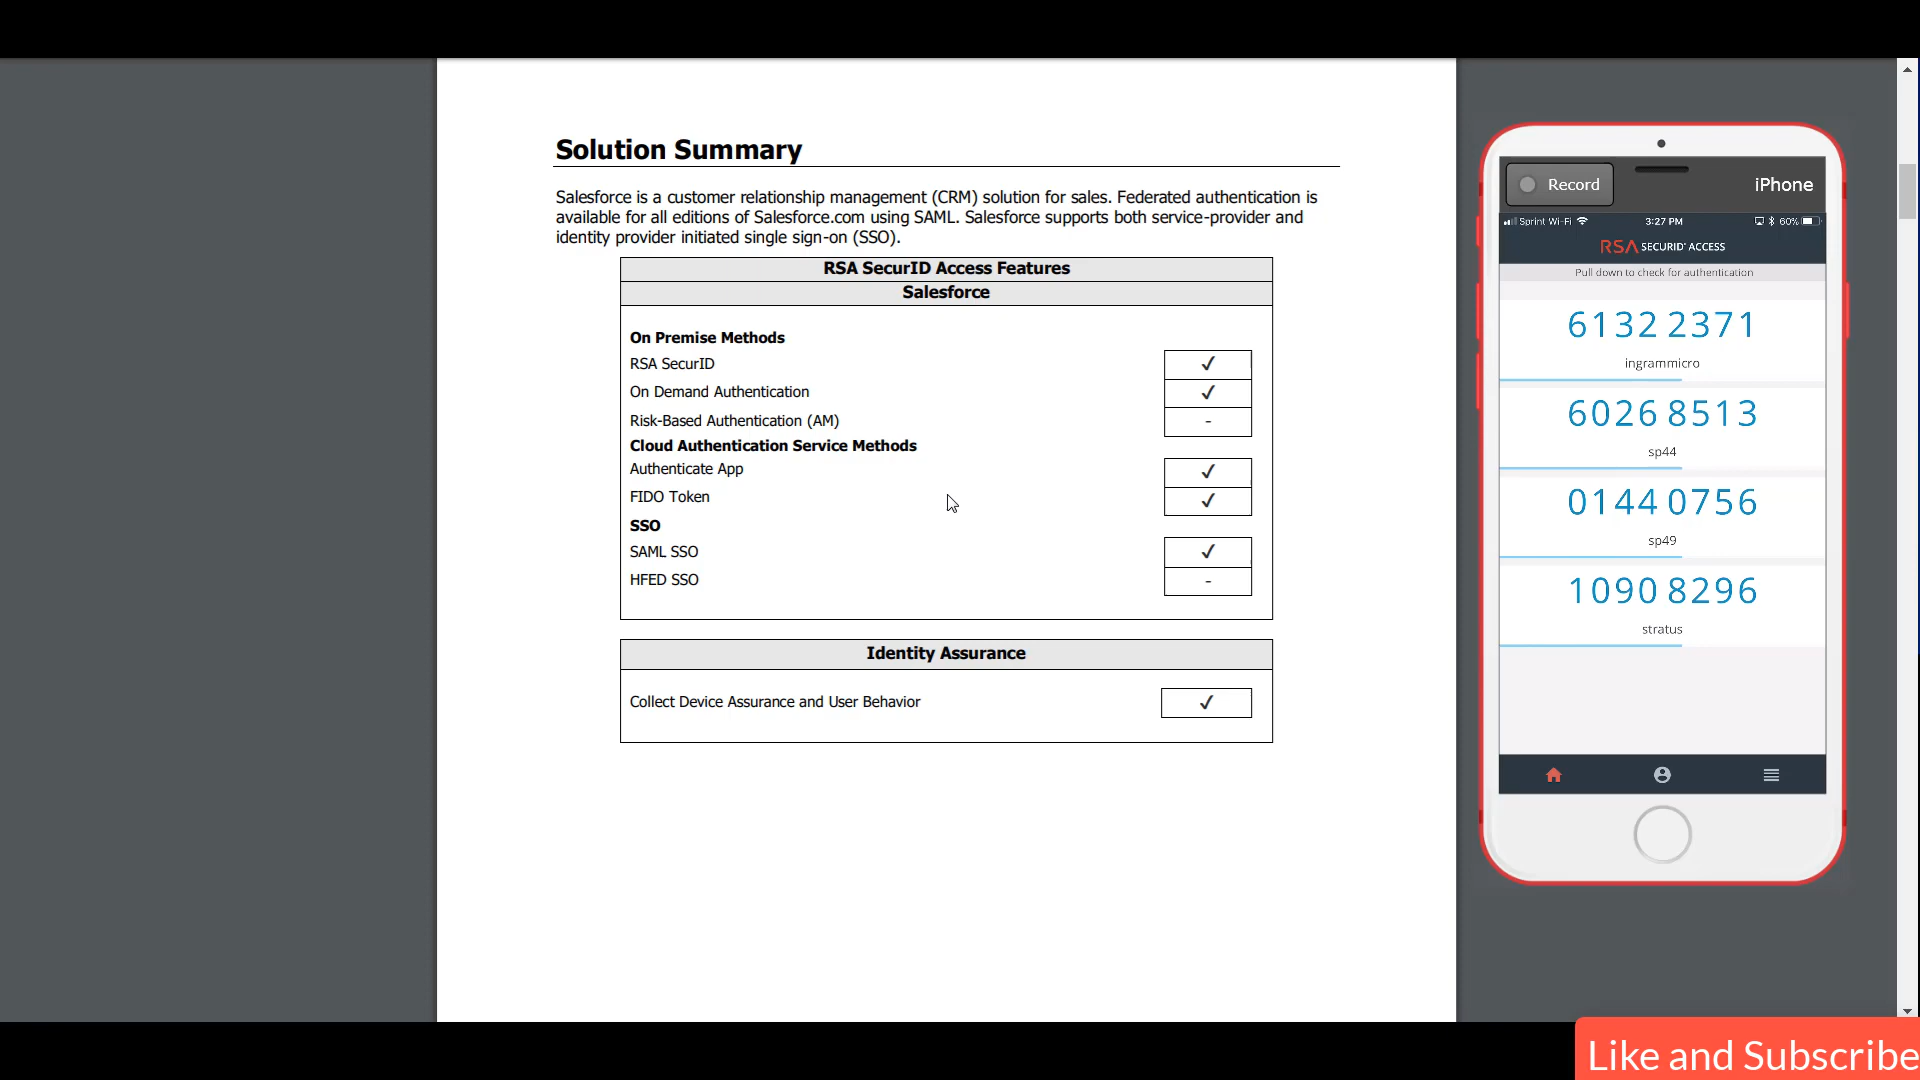 Solution Summary
Salesforce is a customer relationship management (CRM) solution for sales. Federated authentication is
available for all editions of Salesforce.com using SAML. Salesforce supports both service-provider and
identity provider initiated single sign-on (SSO).
RSA SecurID Access Features
Salesforce
On Premise Methods
RSA SecurID ✓
On Demand Authentication ✓
Risk-Based Authentication (AM) -
Cloud Authentication Service Methods
Authenticate App ✓
FIDO Token ✓
SSO
SAML SSO ✓
HFED SSO -
Identity Assurance
Collect Device Assurance and User Behavior ✓
Record iPhone
Sprint Wi-Fi 3:27 PM 60%
RSA SECURID® ACCESS
Pull down to check for authentication
6132 2371
ingrammicro
6026 8513
sp44
0144 0756
sp49
1090 8296
stratus
Like and Subscribe